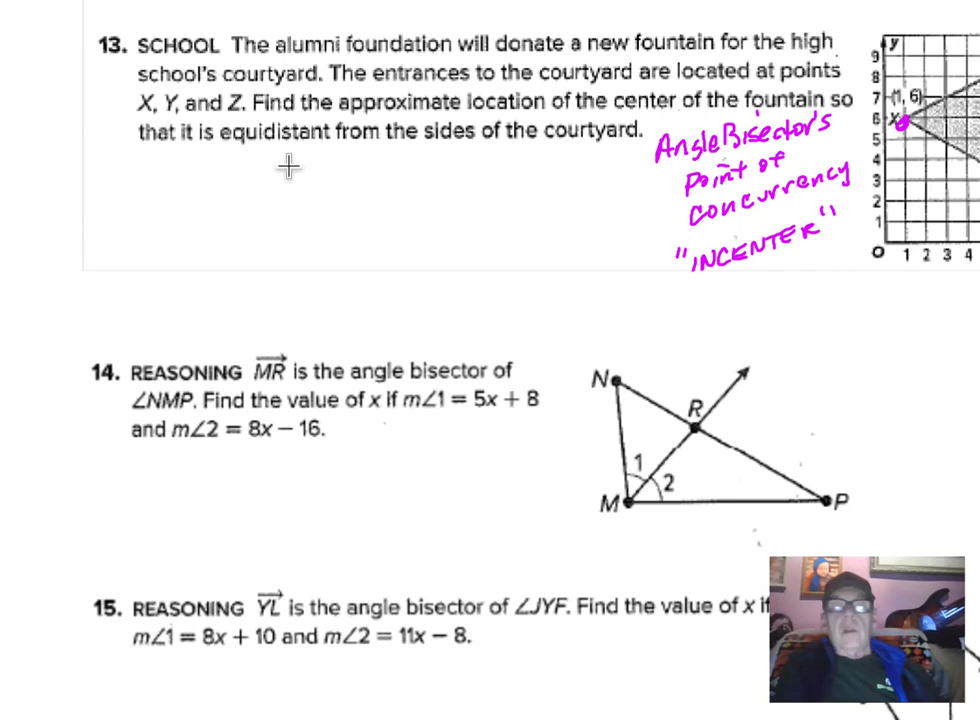 13. SCHOOL The alumni foundation will donate a new fountain for the high
school's courtyard. The entrances to the courtyard are located at points
X, Y, and Z. Find the approximate location of the center of the fountain so
that it is equidistant from the sides of the courtyard.
Angle Bisector's
Point of
concurrency
"INCENTER"
y
9
8
7 (1, 6)
6 X
5
4
3
2
1
O 1 2 3 4
14. REASONING MR is the angle bisector of
∠NMP. Find the value of x if m∠1 = 5x + 8
and m∠2 = 8x − 16.
N
R
1
2
M
P
15. REASONING YL is the angle bisector of ∠JYF. Find the value of x if
m∠1 = 8x + 10 and m∠2 = 11x − 8.